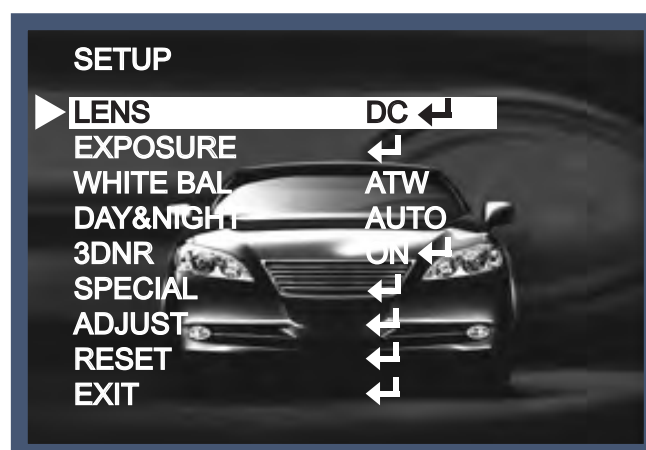 SETUP
LENS DC ↵
EXPOSURE ↵
WHITE BAL ATW
DAY&NIGHT AUTO
3DNR ON ↵
SPECIAL ↵
ADJUST ↵
RESET ↵
EXIT ↵